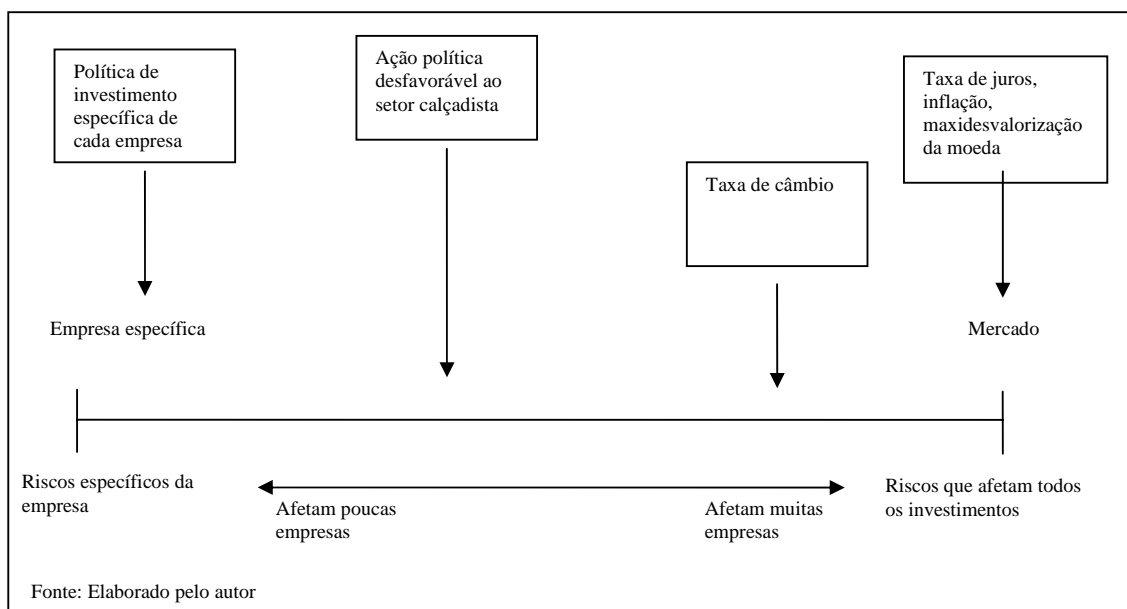 Política de
investimento
específica de
cada empresa
Ação política
desfavorável ao
setor calçadista
Taxa de câmbio
Taxa de juros,
inflação,
maxidesvalorização
da moeda
Empresa específica
Mercado
Riscos específicos da
empresa
Afetam poucas
empresas
Afetam muitas
empresas
Riscos que afetam todos
os investimentos
Fonte: Elaborado pelo autor